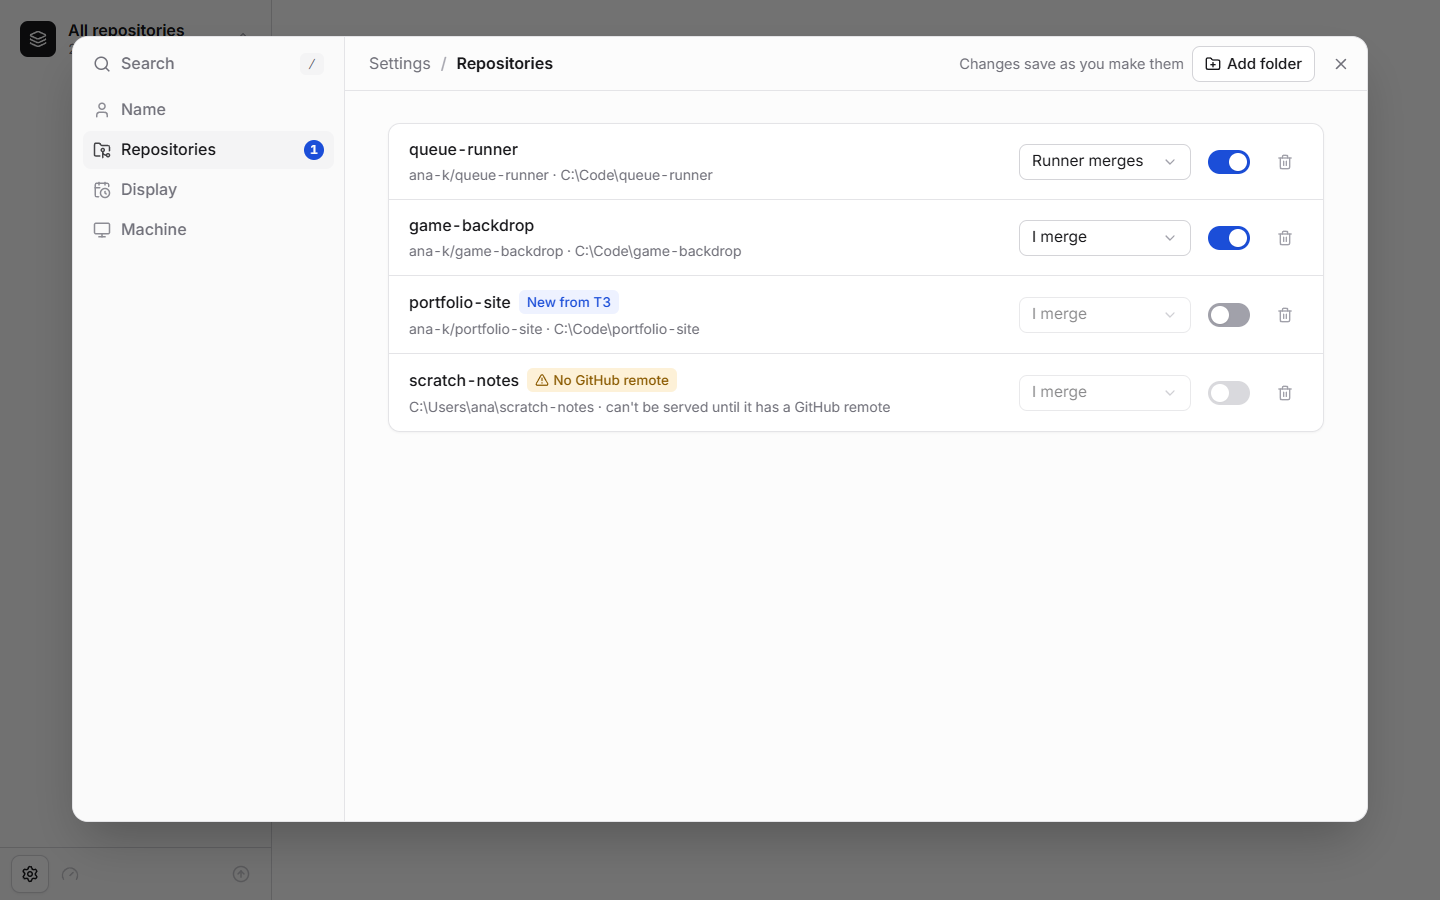 All repositories
Search /
Settings / Repositories
Changes save as you make them
Add folder
Name
Repositories 1
Display
Machine
queue-runner
ana-k/queue-runner · C:\Code\queue-runner
Runner merges
game-backdrop
ana-k/game-backdrop · C:\Code\game-backdrop
I merge
portfolio-site New from T3
ana-k/portfolio-site · C:\Code\portfolio-site
I merge
scratch-notes No GitHub remote
C:\Users\ana\scratch-notes · can't be served until it has a GitHub remote
I merge